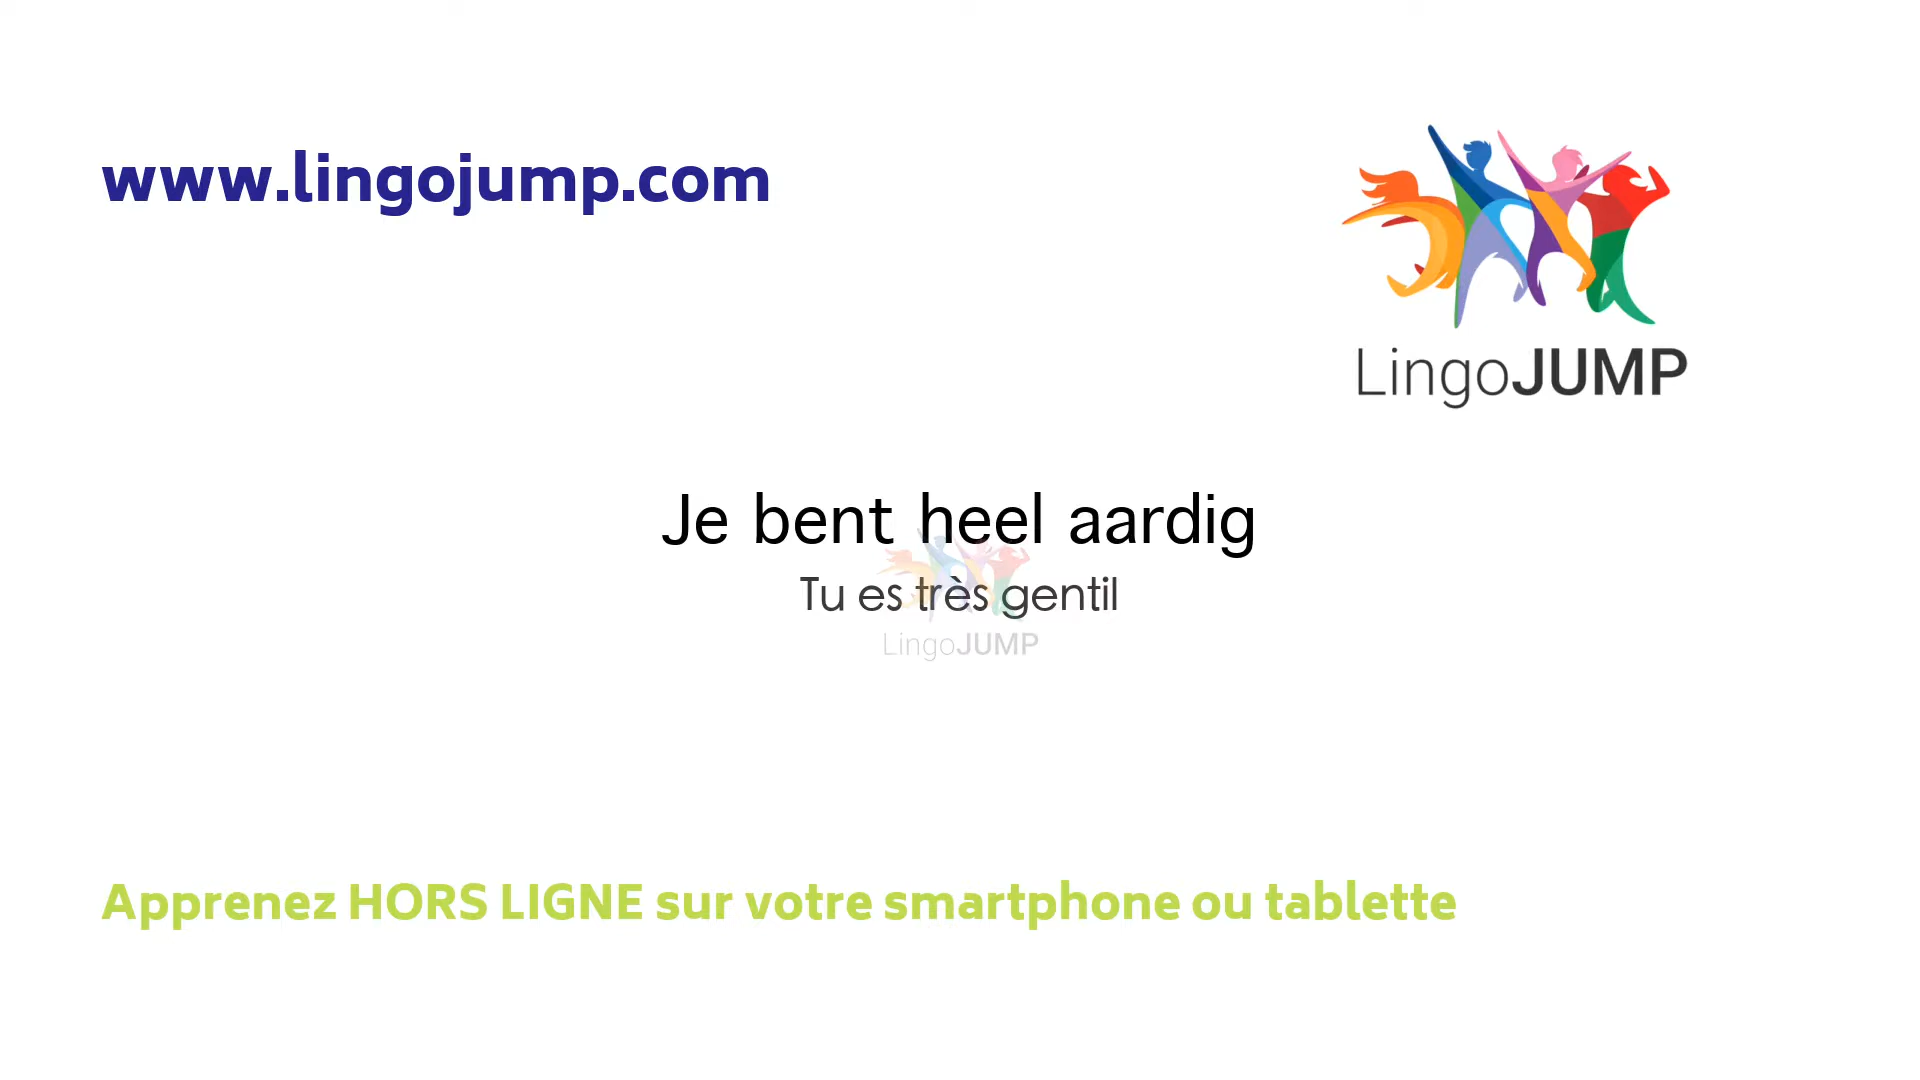 www.lingojump.com
LingoJUMP
Je bent heel aardig
Tu es très gentil
LingoJUMP
Apprenez HORS LIGNE sur votre smartphone ou tablette